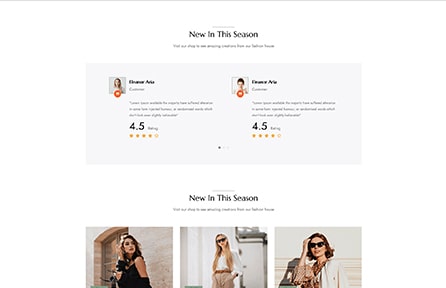 New In This Season
Visit our shop to see amazing creations from our fashion house
Eleanor Aria
Customer
"Lorem ipsum available the majority have suffered alteration
in some form injected humour, or randomised words which
don't look even slightly believable"
4.5 Rating
Eleanor Aria
Customer
"Lorem ipsum available the majority have suffered alteration
in some form injected humour, or randomised words which
don't look even slightly believable"
4.5 Rating
New In This Season
Visit our shop to see amazing creations from our fashion house